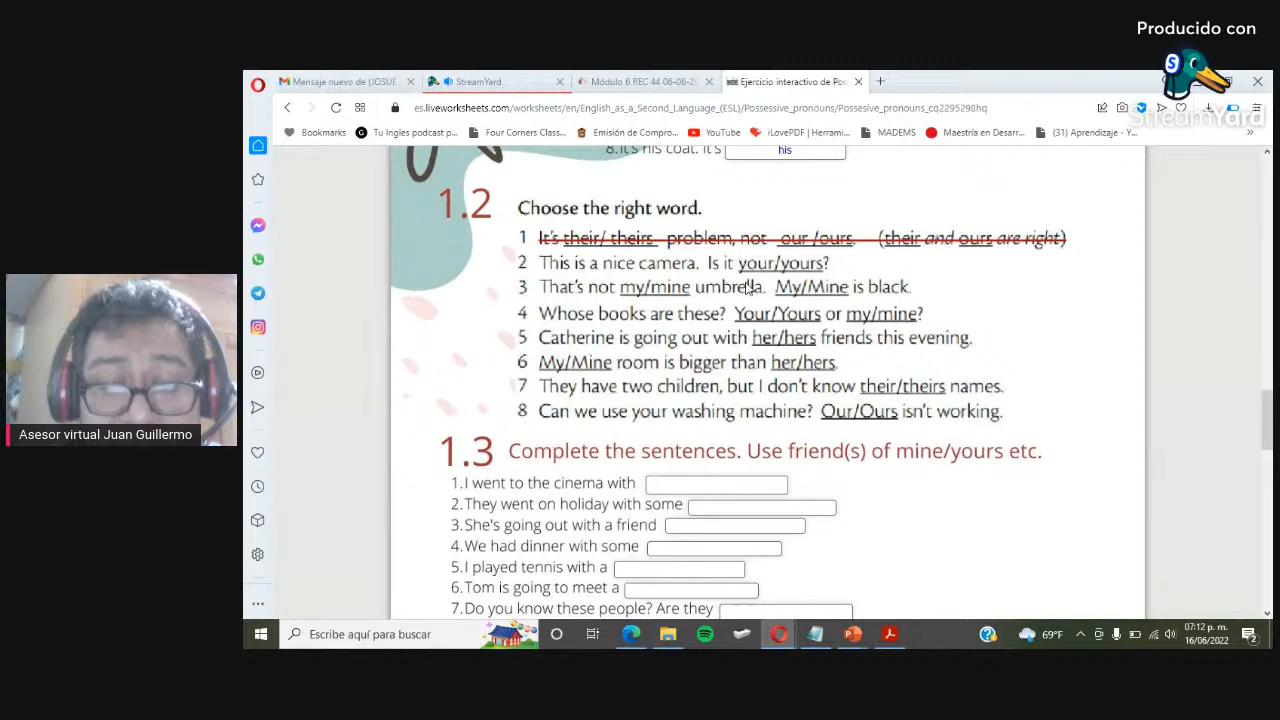 Producido con
S
StreamYard
Mensaje nuevo de (JOSUÉ
StreamYard
Módulo 6 REC 44 06-06-20
Ejercicio interactivo de Pos
es.liveworksheets.com/worksheets/en/English_as_a_Second_Language_(ESL)/Possessive_pronouns/Possesive_pronouns_cq2295298hq
Bookmarks
Tu Ingles podcast p...
Four Corners Class...
Emisión de Compro...
YouTube
iLovePDF | Herrami...
MADEMS
Maestría en Desarr...
(31) Aprendizaje - Y...
8.It's his coat. It's his
1.2 Choose the right word.
1 It's their/ theirs problem, not our /ours. (their and ours are right)
2 This is a nice camera. Is it your/yours?
3 That's not my/mine umbrella. My/Mine is black.
4 Whose books are these? Your/Yours or my/mine?
5 Catherine is going out with her/hers friends this evening.
6 My/Mine room is bigger than her/hers.
7 They have two children, but I don't know their/theirs names.
8 Can we use your washing machine? Our/Ours isn't working.
1.3 Complete the sentences. Use friend(s) of mine/yours etc.
1.I went to the cinema with
2.They went on holiday with some
3.She's going out with a friend
4.We had dinner with some
5.I played tennis with a
6.Tom is going to meet a
7.Do you know these people? Are they
Asesor virtual Juan Guillermo
Escribe aquí para buscar
69°F
07:12 p. m.
16/06/2022
2